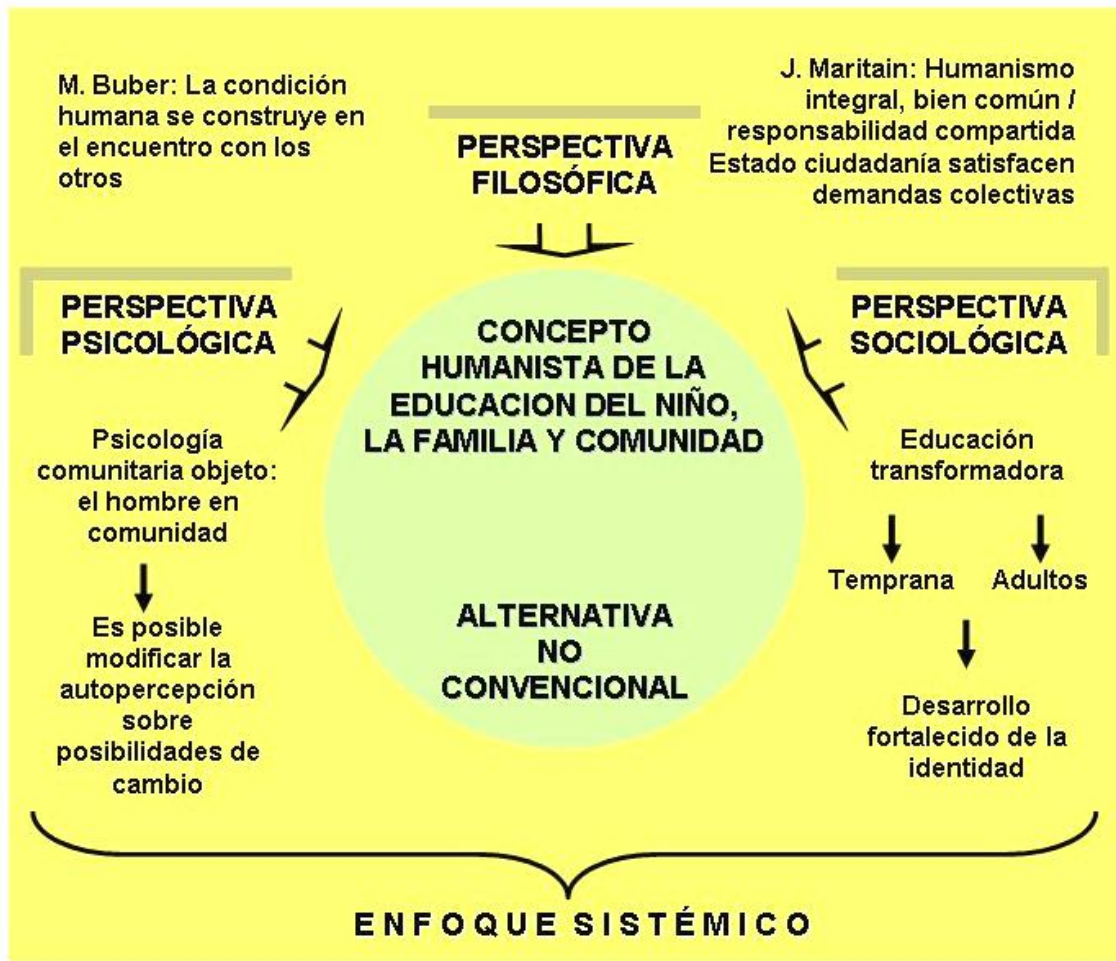 M. Buber: La condición
humana se construye en
el encuentro con los
otros
PERSPECTIVA
FILOSÓFICA
J. Maritain: Humanismo
integral, bien común /
responsabilidad compartida
Estado ciudadanía satisfacen
demandas colectivas
PERSPECTIVA
PSICOLÓGICA
Psicología
comunitaria objeto:
el hombre en
comunidad
Es posible
modificar la
autopercepción
sobre
posibilidades de
cambio
CONCEPTO
HUMANISTA DE LA
EDUCACION DEL NIÑO,
LA FAMILIA Y COMUNIDAD
ALTERNATIVA
NO
CONVENCIONAL
PERSPECTIVA
SOCIOLÓGICA
Educación
transformadora
Temprana
Adultos
Desarrollo
fortalecido de la
identidad
ENFOQUE SISTÉMICO